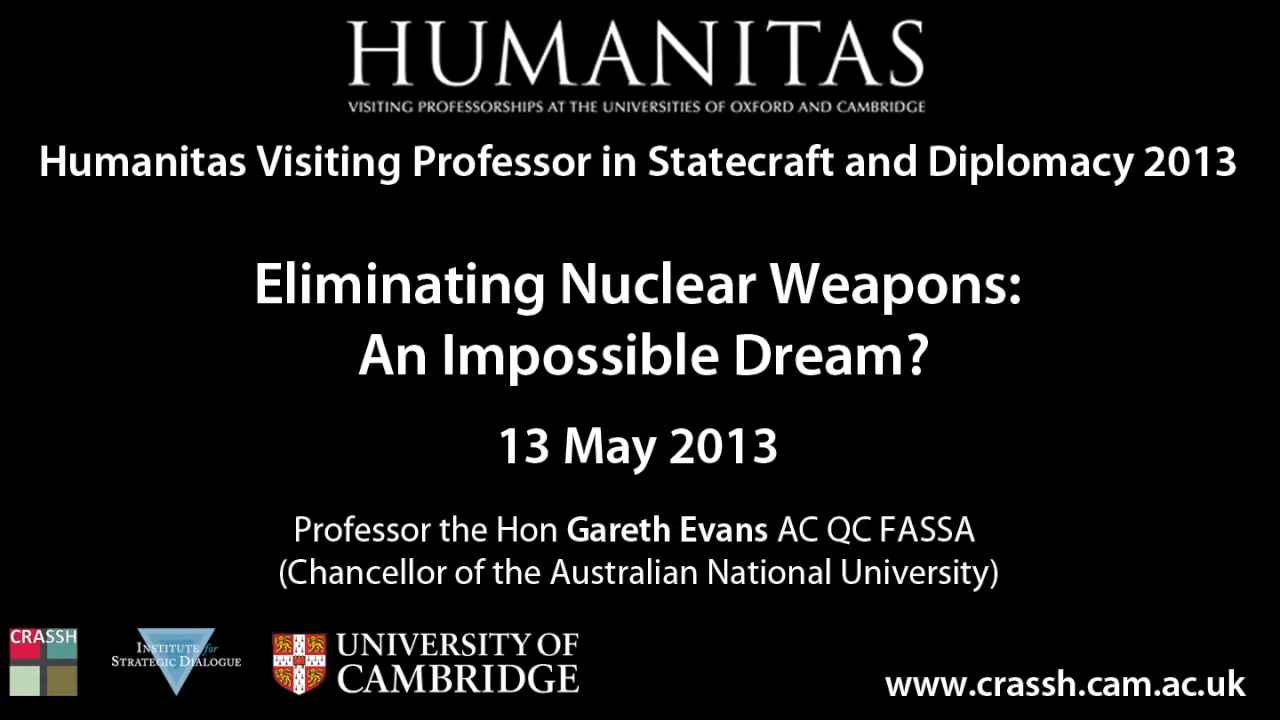 HUMANITAS
VISITING PROFESSORSHIPS AT THE UNIVERSITIES OF OXFORD AND CAMBRIDGE
Humanitas Visiting Professor in Statecraft and Diplomacy 2013
Eliminating Nuclear Weapons:
An Impossible Dream?
13 May 2013
Professor the Hon Gareth Evans AC QC FASSA
(Chancellor of the Australian National University)
CRASSH
INSTITUTE for
STRATEGIC DIALOGUE
UNIVERSITY OF
CAMBRIDGE
www.crassh.cam.ac.uk